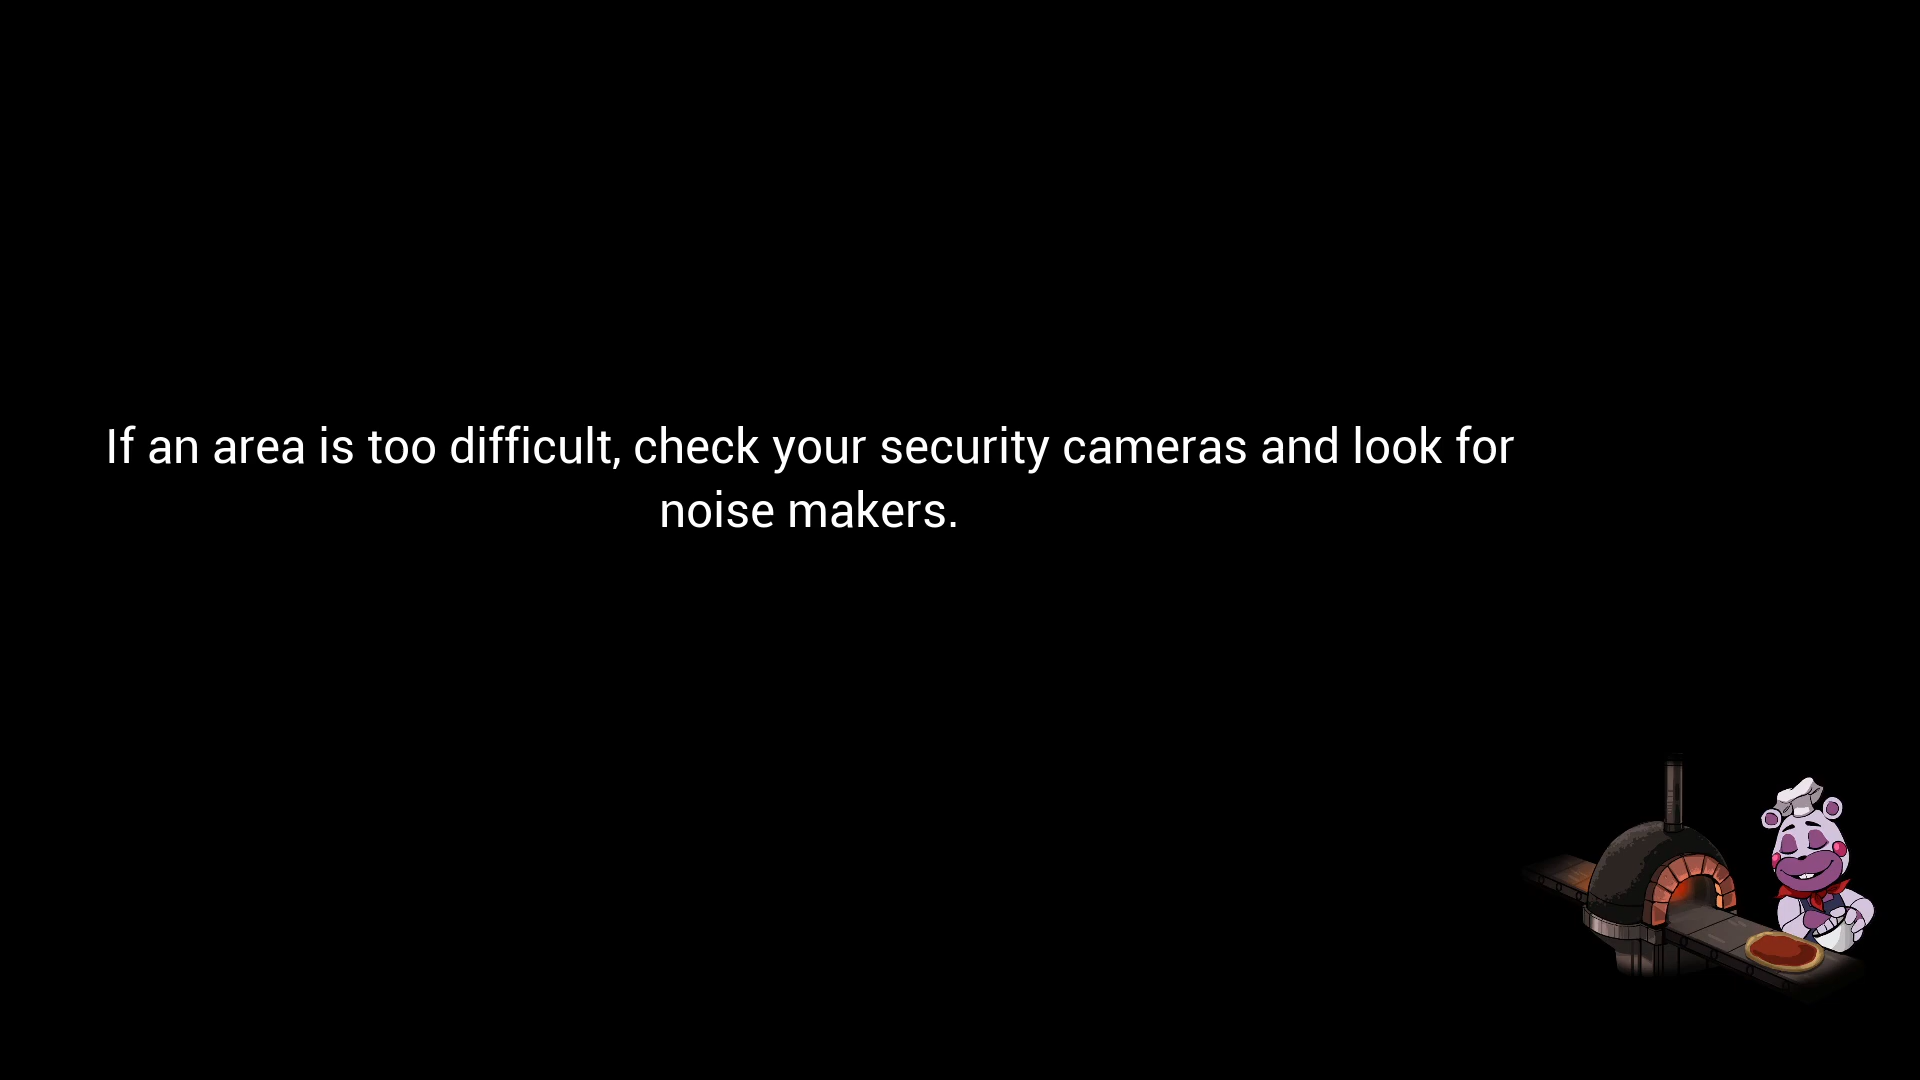 If an area is too difficult, check your security cameras and look for
noise makers.